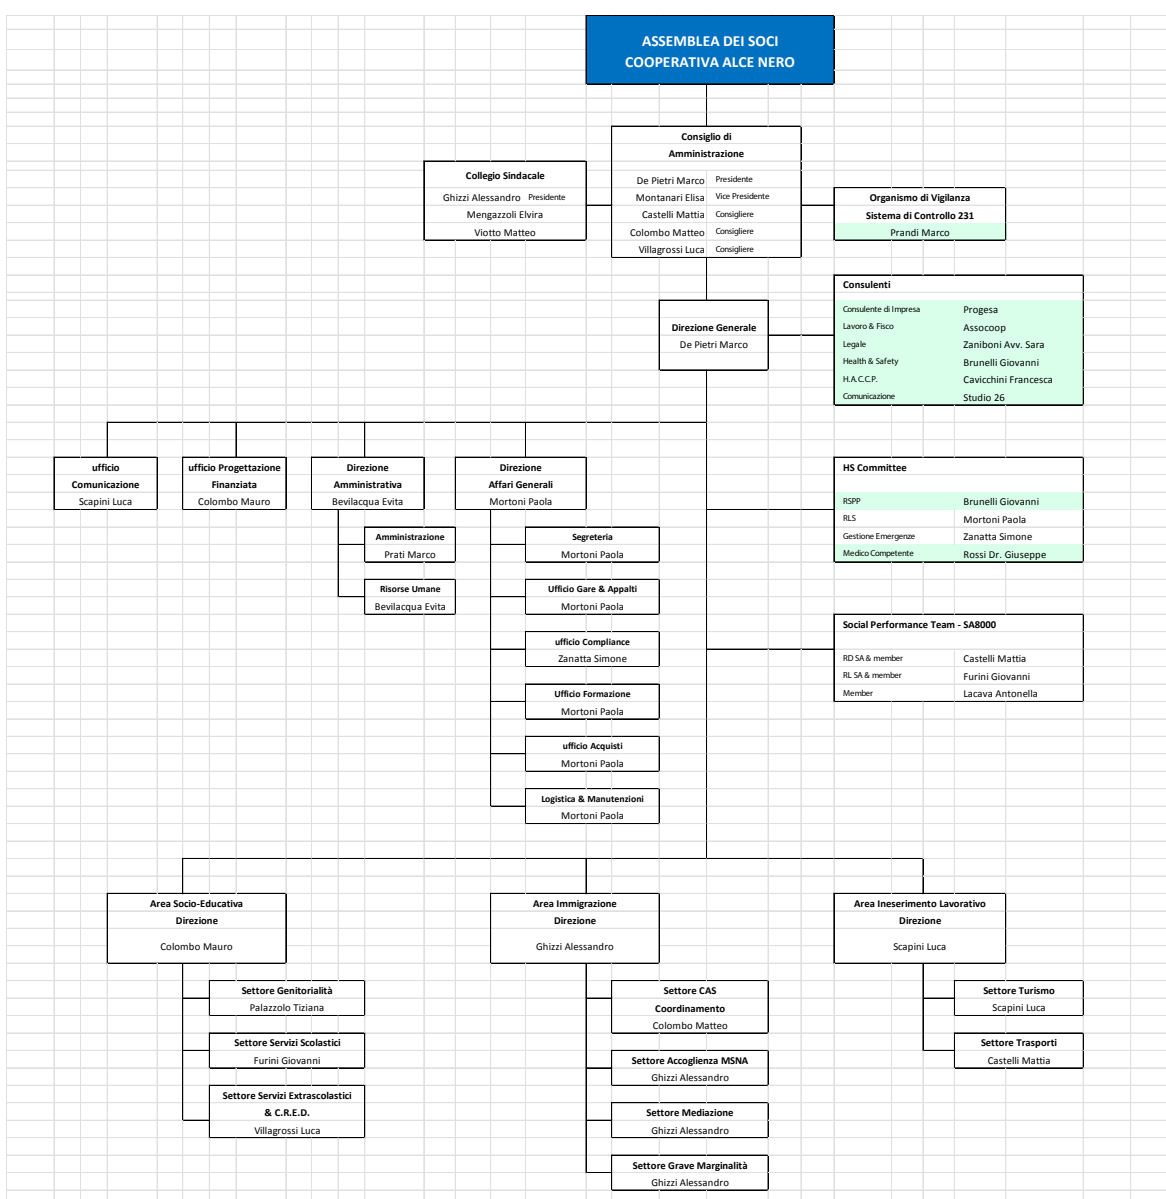 ASSEMBLEA DEI SOCI
COOPERATIVA ALCE NERO
Consiglio di
Amministrazione
De Pietri Marco Presidente
Montanari Elisa Vice Presidente
Castelli Mattia Consigliere
Colombo Matteo Consigliere
Villagrossi Luca Consigliere
Collegio Sindacale
Ghizzi Alessandro Presidente
Mengazzoli Elvira
Viotto Matteo
Organismo di Vigilanza
Sistema di Controllo 231
Prandi Marco
Consulenti
Consulente di Impresa Progesa
Lavoro & Fisco Assocoop
Legale Zaniboni Avv. Sara
Health & Safety Brunelli Giovanni
H.A.C.C.P. Cavicchini Francesca
Comunicazione Studio 26
Direzione Generale
De Pietri Marco
ufficio
Comunicazione
Scapini Luca
ufficio Progettazione
Finanziata
Colombo Mauro
Direzione
Amministrativa
Bevilacqua Evita
Direzione
Affari Generali
Mortoni Paola
HS Committee
RSPP Brunelli Giovanni
RLS Mortoni Paola
Gestione Emergenze Zanatta Simone
Medico Competente Rossi Dr. Giuseppe
Amministrazione
Prati Marco
Risorse Umane
Bevilacqua Evita
Segreteria
Mortoni Paola
Ufficio Gare & Appalti
Mortoni Paola
ufficio Compliance
Zanatta Simone
Ufficio Formazione
Mortoni Paola
ufficio Acquisti
Mortoni Paola
Logistica & Manutenzioni
Mortoni Paola
Social Performance Team - SA8000
RD SA & member Castelli Mattia
RL SA & member Furini Giovanni
Member Lacava Antonella
Area Socio-Educativa
Direzione
Colombo Mauro
Settore Genitorialità
Palazzolo Tiziana
Settore Servizi Scolastici
Furini Giovanni
Settore Servizi Extrascolastici
& C.R.E.D.
Villagrossi Luca
Area Immigrazione
Direzione
Ghizzi Alessandro
Settore CAS
Coordinamento
Colombo Matteo
Settore Accoglienza MSNA
Ghizzi Alessandro
Settore Mediazione
Ghizzi Alessandro
Settore Grave Marginalità
Ghizzi Alessandro
Area Ineserimento Lavorativo
Direzione
Scapini Luca
Settore Turismo
Scapini Luca
Settore Trasporti
Castelli Mattia